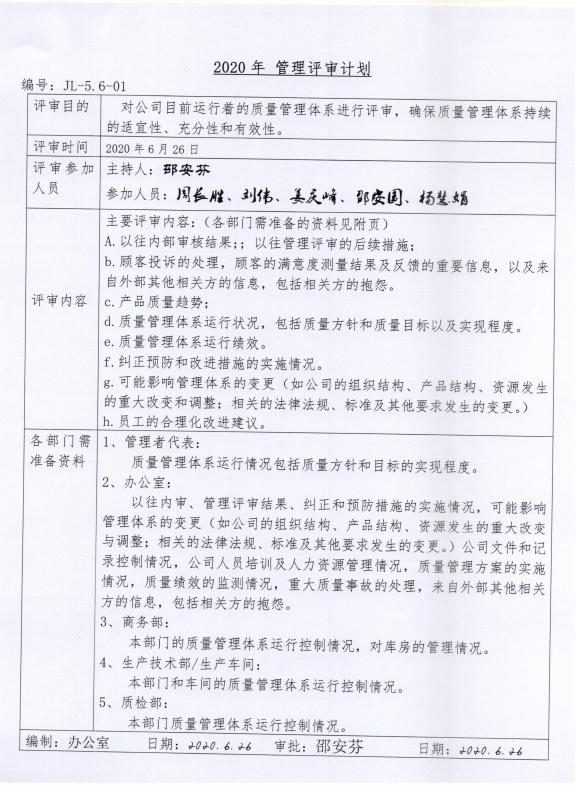 2020 年 管理评审计划
编号：JL-5.6-01
评审目的
对公司目前运行着的质量管理体系进行评审，确保质量管理体系持续
的适宜性、充分性和有效性。
评审时间
2020 年 6 月 26 日
评审参加
人员
主持人：邵安芬
参加人员：周长胜、刘伟、姜庆峰、邵安国、杨慧娟
评审内容
主要评审内容：（各部门需准备的资料见附页）
A.以往内部审核结果；；以往管理评审的后续措施；
b.顾客投诉的处理，顾客的满意度测量结果及反馈的重要信息，以及来
自外部其他相关方的信息，包括相关方的抱怨。
c.产品质量趋势；
d.质量管理体系运行状况，包括质量方针和质量目标以及实现程度。
e.质量管理体系运行绩效。
f.纠正预防和改进措施的实施情况。
g.可能影响管理体系的变更（如公司的组织结构、产品结构、资源发生
的重大改变和调整；相关的法律法规、标准及其他要求发生的变更。）
h.员工的合理化改进建议。
各部门需
准备资料
1、管理者代表：
质量管理体系运行情况包括质量方针和目标的实现程度。
2、办公室：
以往内审、管理评审结果、纠正和预防措施的实施情况，可能影响
管理体系的变更（如公司的组织结构、产品结构、资源发生的重大改变
与调整；相关的法律法规、标准及其他要求发生的变更。）公司文件和记
录控制情况，公司人员培训及人力资源管理情况，质量管理方案的实施
情况，质量绩效的监测情况，重大质量事故的处理，来自外部其他相关
方的信息，包括相关方的抱怨。
3、商务部：
本部门的质量管理体系运行控制情况，对库房的管理情况。
4、生产技术部/生产车间：
本部门和车间的质量管理体系运行控制情况。
5、质检部：
本部门质量管理体系运行控制情况。
编制：办公室 日期：2020.6.26 审批：邵安芬 日期：2020.6.26